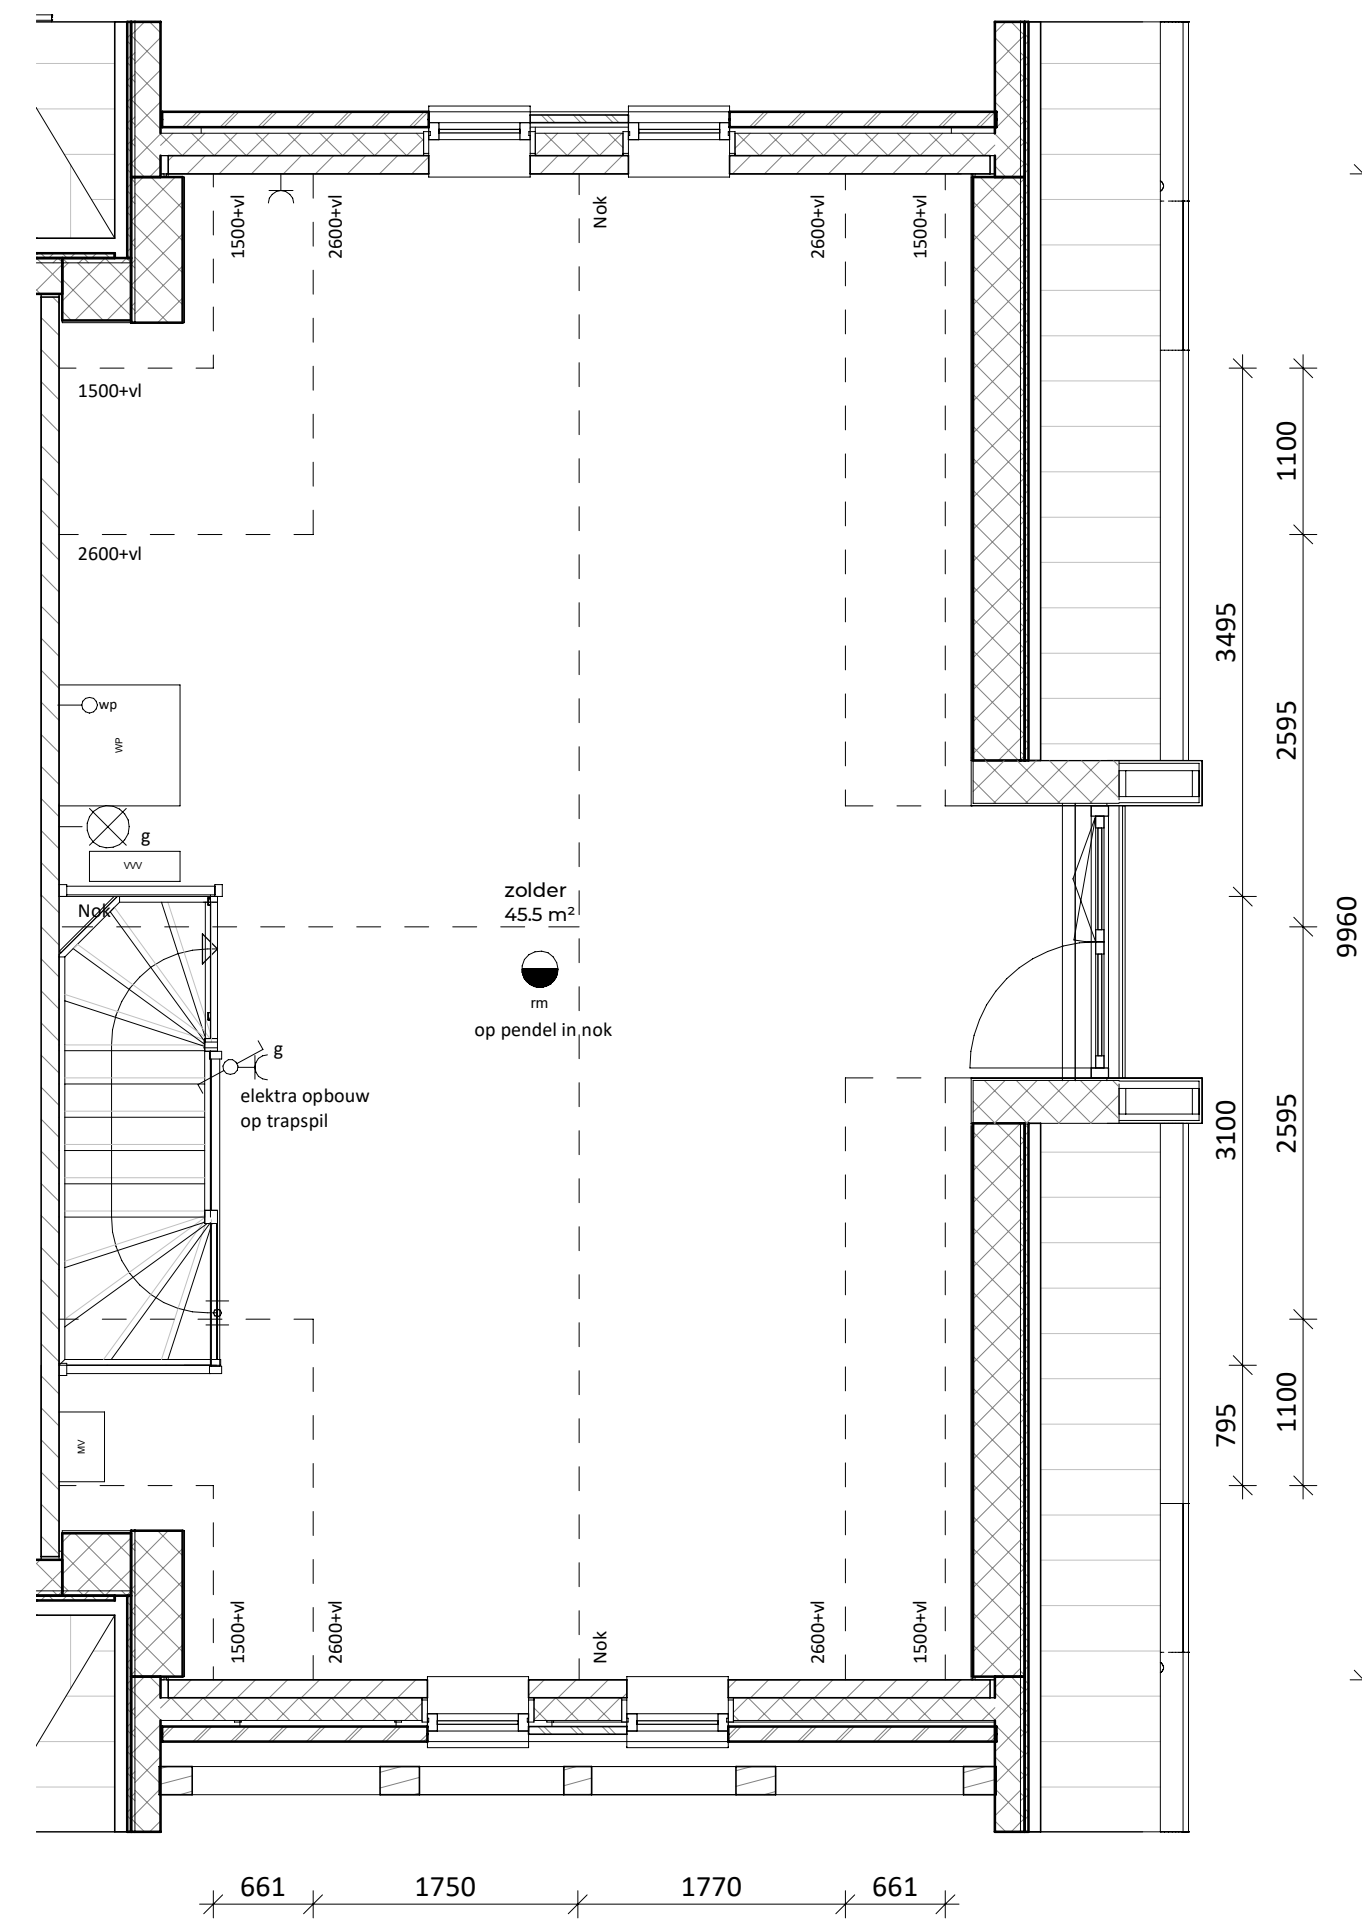 1500+vl
2600+vl
Nok
2600+vl
1500+vl
1500+vl
2600+vl
1100
3495
2595
wp
WP
g
VVV
Nok
zolder
45.5 m²
rm
op pendel in nok
9960
g
elektra opbouw
op trapspil
3100
2595
795
1100
MV
1500+vl
2600+vl
Nok
2600+vl
1500+vl
661
1750
1770
661